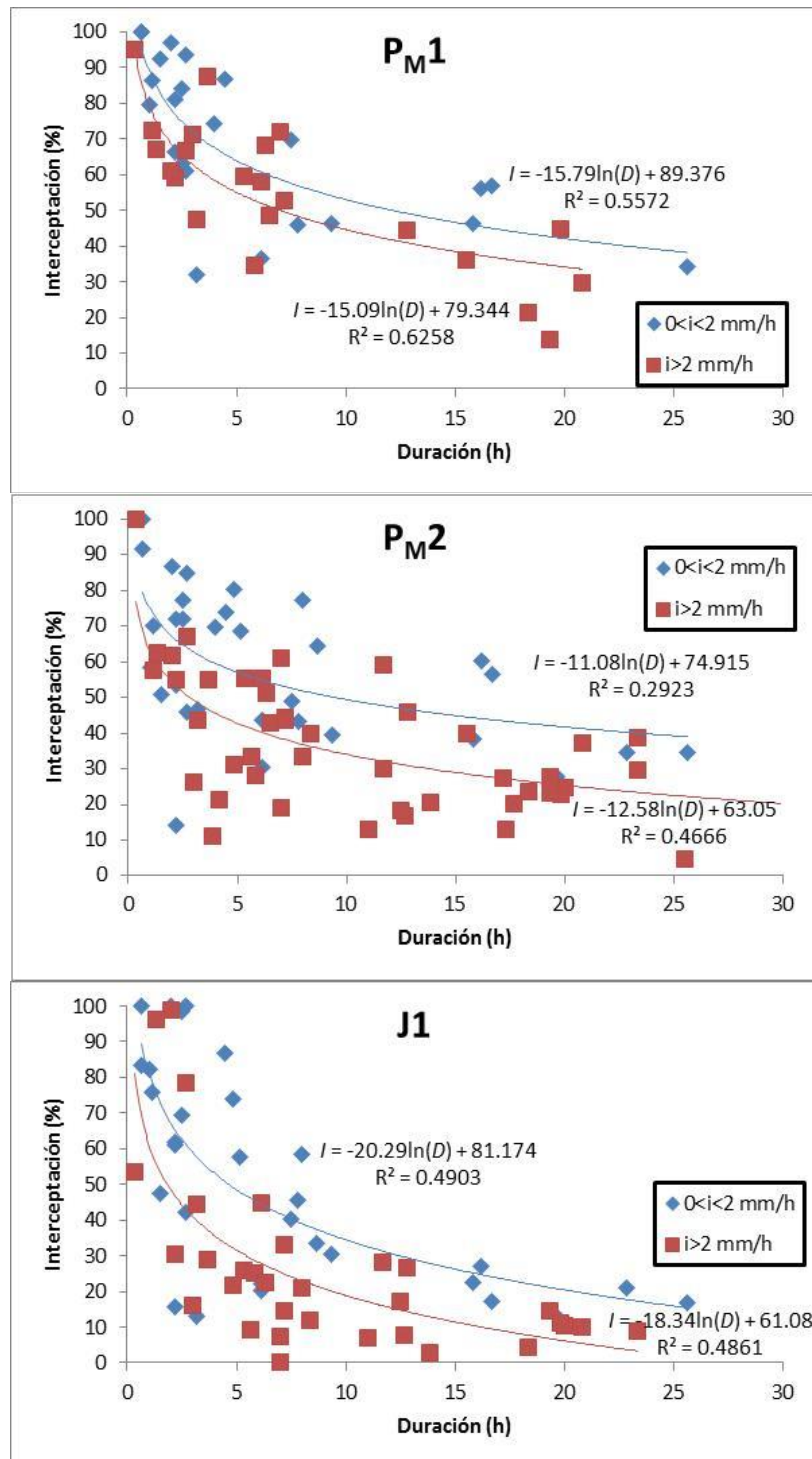 P_M1
100
90
80
70
60
50
40
30
20
10
0
Interceptación (%)
I = -15.79ln(D) + 89.376
R² = 0.5572
I = -15.09ln(D) + 79.344
R² = 0.6258
0<i<2 mm/h
i>2 mm/h
0 5 10 15 20 25 30
Duración (h)
P_M2
100
90
80
70
60
50
40
30
20
10
0
Interceptación (%)
0<i<2 mm/h
i>2 mm/h
I = -11.08ln(D) + 74.915
R² = 0.2923
I = -12.58ln(D) + 63.05
R² = 0.4666
0 5 10 15 20 25 30
Duración (h)
J1
100
90
80
70
60
50
40
30
20
10
0
Interceptación (%)
I = -20.29ln(D) + 81.174
R² = 0.4903
0<i<2 mm/h
i>2 mm/h
I = -18.34ln(D) + 61.08
R² = 0.4861
0 5 10 15 20 25 30
Duración (h)